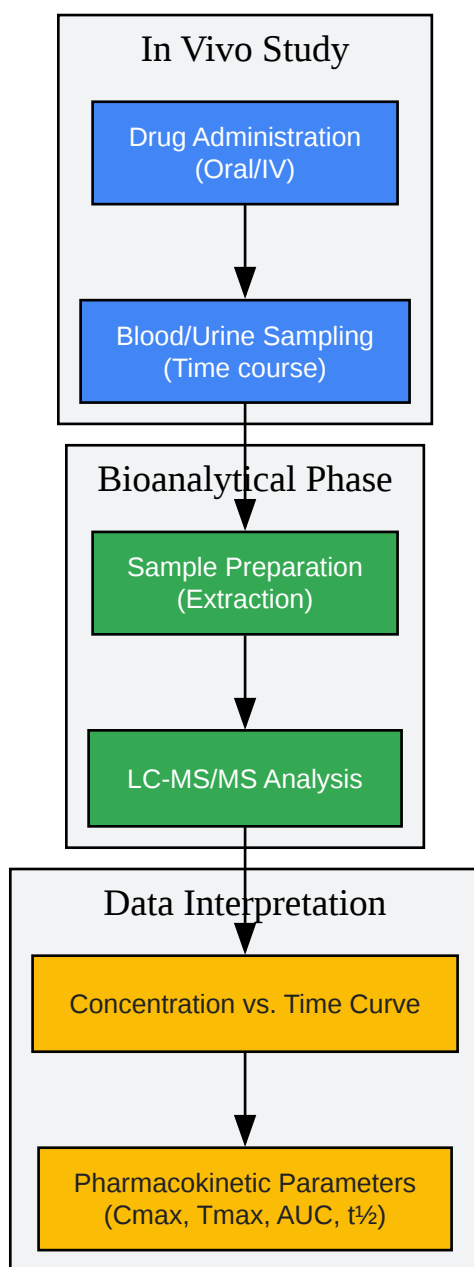 In Vivo Study
Drug Administration
(Oral/IV)
Blood/Urine Sampling
(Time course)
Bioanalytical Phase
Sample Preparation
(Extraction)
LC-MS/MS Analysis
Data Interpretation
Concentration vs. Time Curve
Pharmacokinetic Parameters
(Cmax, Tmax, AUC, t½)